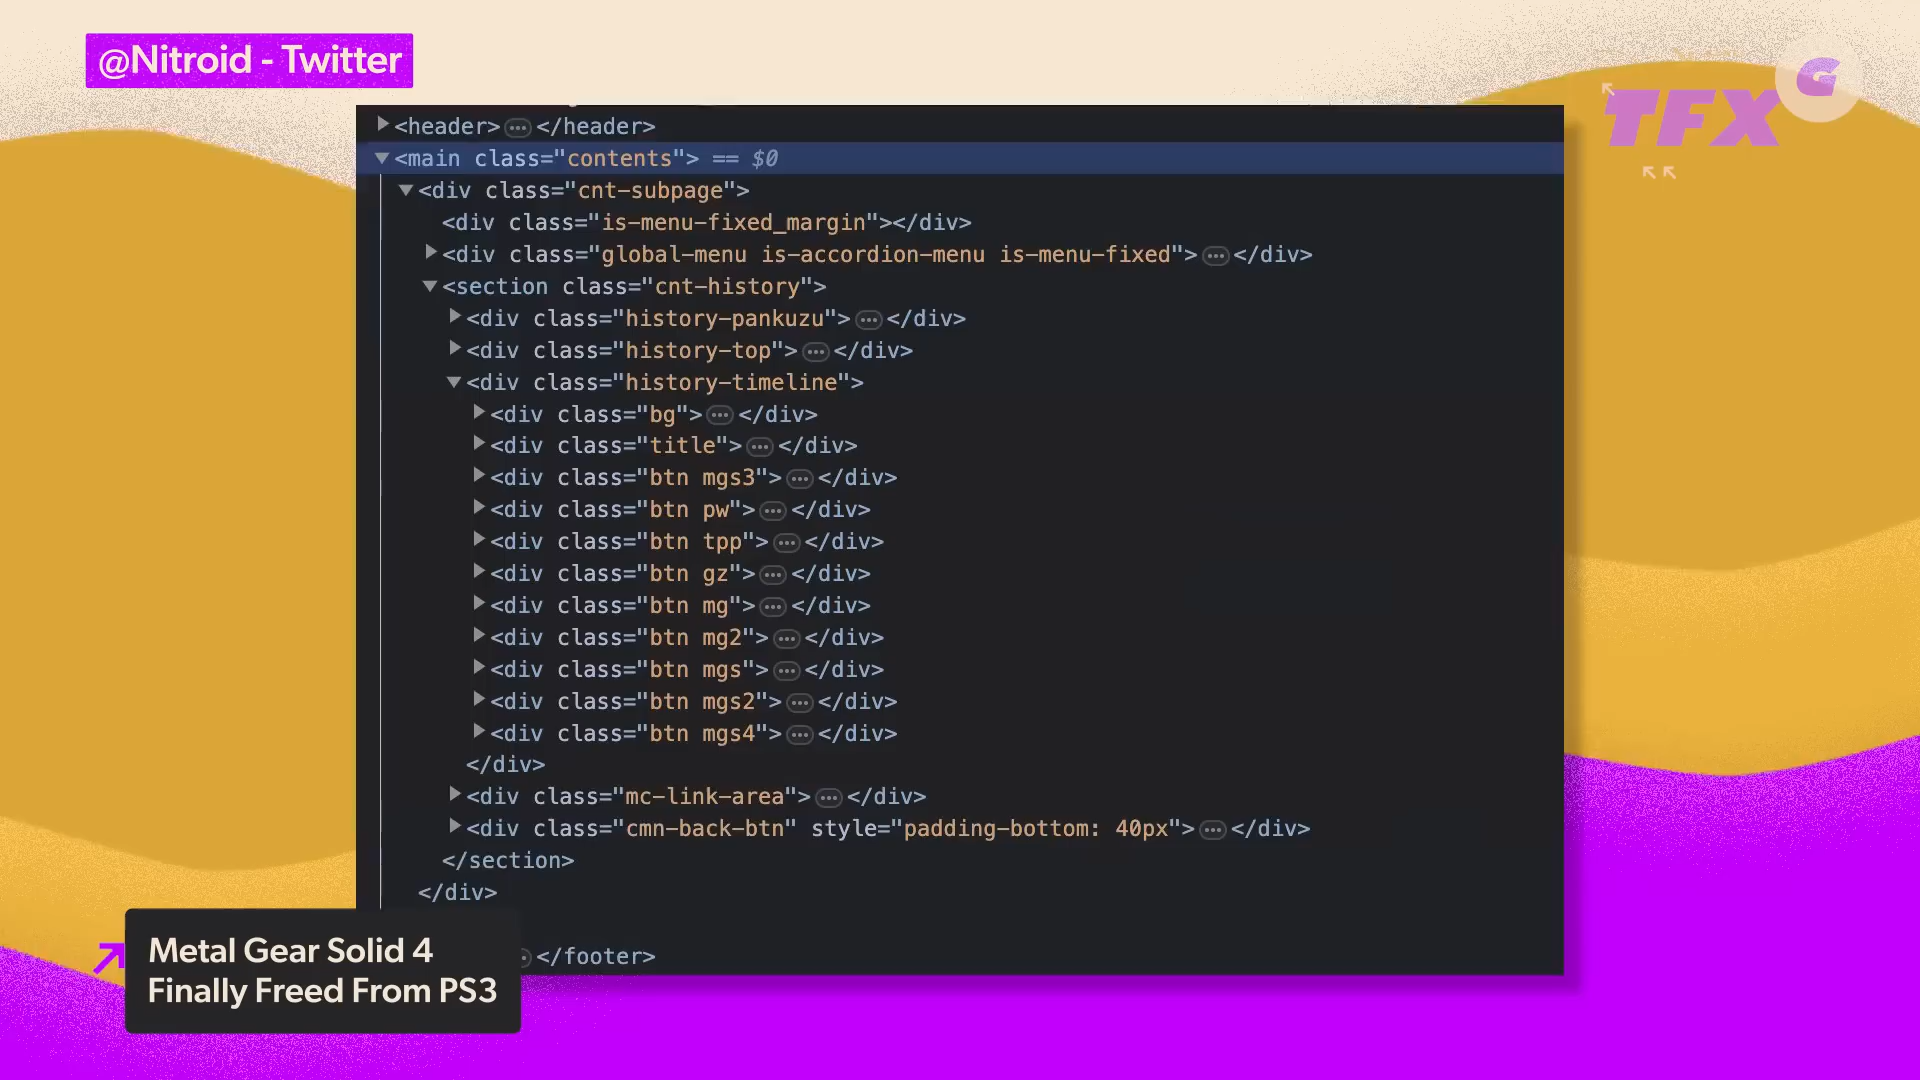 @Nitroid - Twitter
TFX
G
<header> ••• </header>
<main class="contents"> == $0
<div class="cnt-subpage">
<div class="is-menu-fixed_margin"></div>
<div class="global-menu is-accordion-menu is-menu-fixed"> ••• </div>
<section class="cnt-history">
<div class="history-pankuzu"> ••• </div>
<div class="history-top"> ••• </div>
<div class="history-timeline">
<div class="bg"> ••• </div>
<div class="title"> ••• </div>
<div class="btn mgs3"> ••• </div>
<div class="btn pw"> ••• </div>
<div class="btn tpp"> ••• </div>
<div class="btn gz"> ••• </div>
<div class="btn mg"> ••• </div>
<div class="btn mg2"> ••• </div>
<div class="btn mgs"> ••• </div>
<div class="btn mgs2"> ••• </div>
<div class="btn mgs4"> ••• </div>
</div>
<div class="mc-link-area"> ••• </div>
<div class="cmn-back-btn" style="padding-bottom: 40px"> ••• </div>
</section>
</div>
</footer>
Metal Gear Solid 4
Finally Freed From PS3